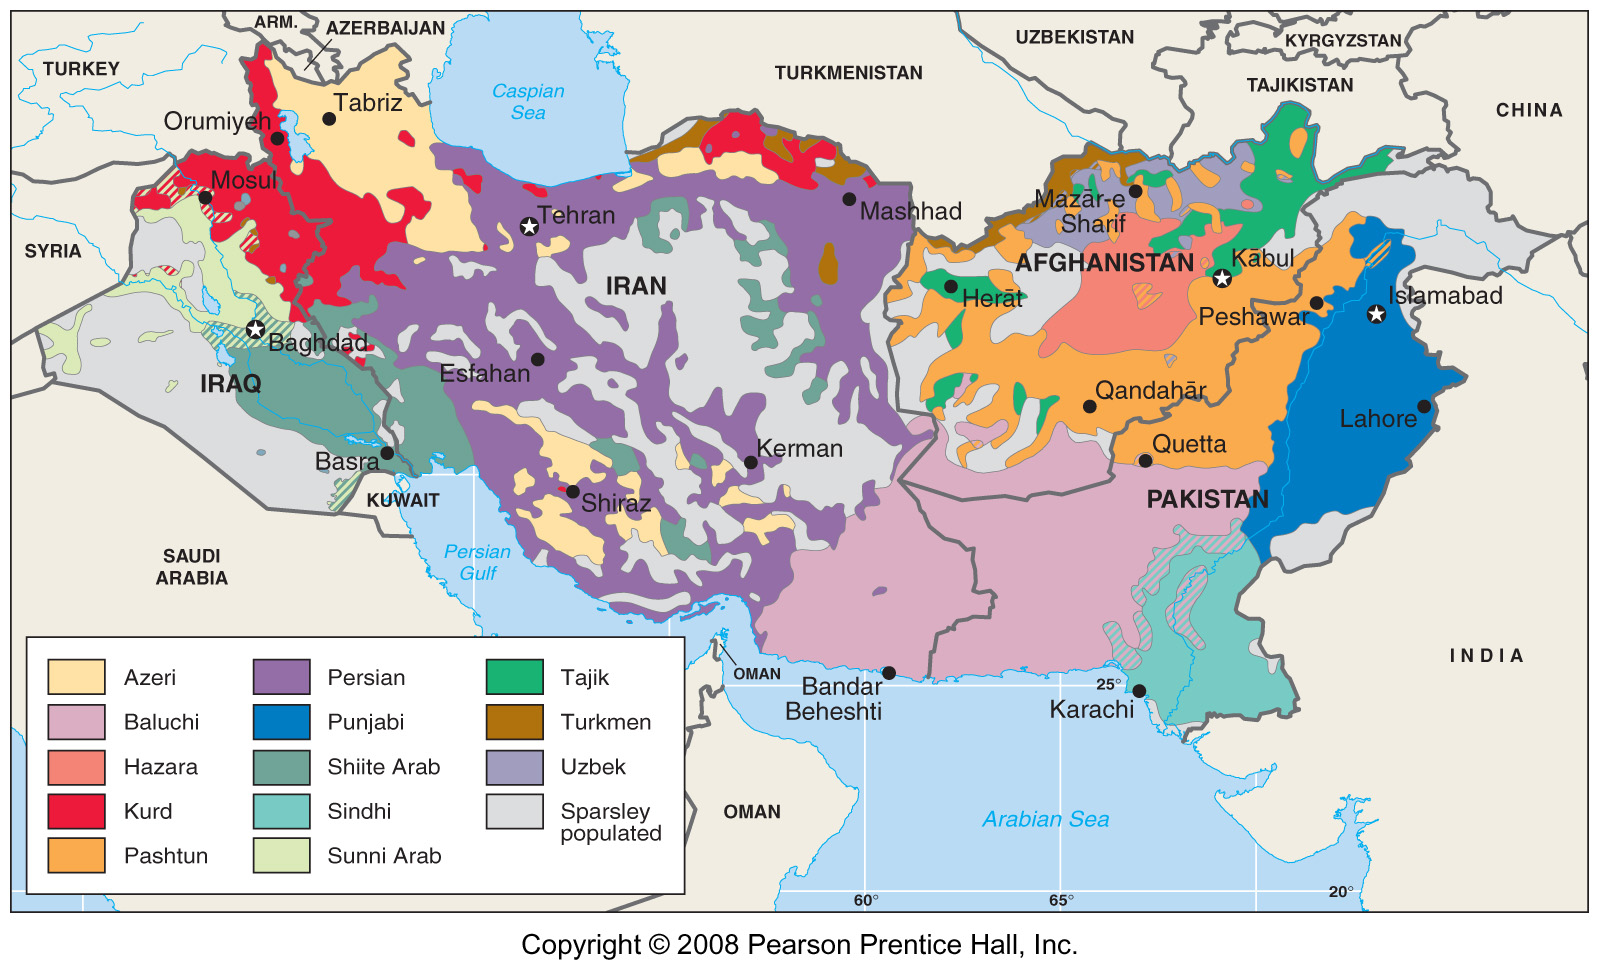 ARM.
AZERBAIJAN
TURKEY
UZBEKISTAN
KYRGYZSTAN
TURKMENISTAN
TAJIKISTAN
CHINA
Caspian
Sea
Tabriz
Orumiyeh
Mosul
Tehran
Mashhad
Mazār-e
Sharif
SYRIA
IRAN
AFGHANISTAN
Kābul
Herāt
Islamabad
Peshawar
Baghdad
IRAQ
Esfahan
Qandahār
Lahore
Basra
Kerman
Quetta
KUWAIT
Shiraz
PAKISTAN
SAUDI
ARABIA
Persian
Gulf
INDIA
OMAN
Bandar
Beheshti
25°
Karachi
OMAN
Arabian Sea
60°
65°
20°
Azeri
Baluchi
Hazara
Kurd
Pashtun
Persian
Punjabi
Shiite Arab
Sindhi
Sunni Arab
Tajik
Turkmen
Uzbek
Sparsley
populated
Copyright © 2008 Pearson Prentice Hall, Inc.